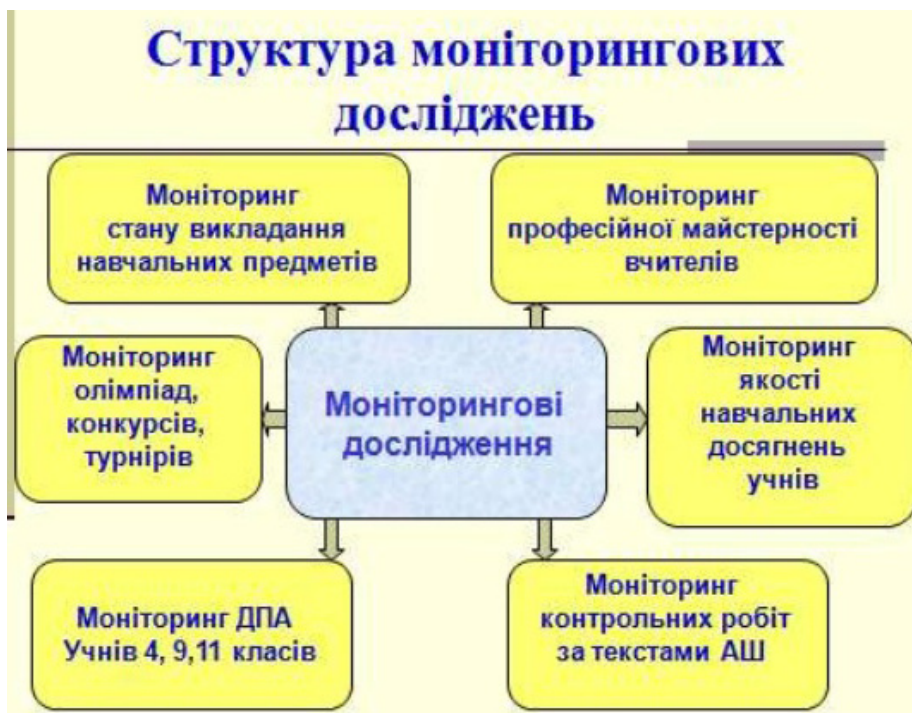 Структура моніторингових
досліджень
Моніторинг
стану викладання
навчальних предметів
Моніторинг
професійної майстерності
вчителів
Моніторинг
олімпіад,
конкурсів,
турнірів
Моніторингові
дослідження
Моніторинг
якості
навчальних
досягнень
учнів
Моніторинг ДПА
Учнів 4, 9,11 класів
Моніторинг
контрольних робіт
за текстами АШ